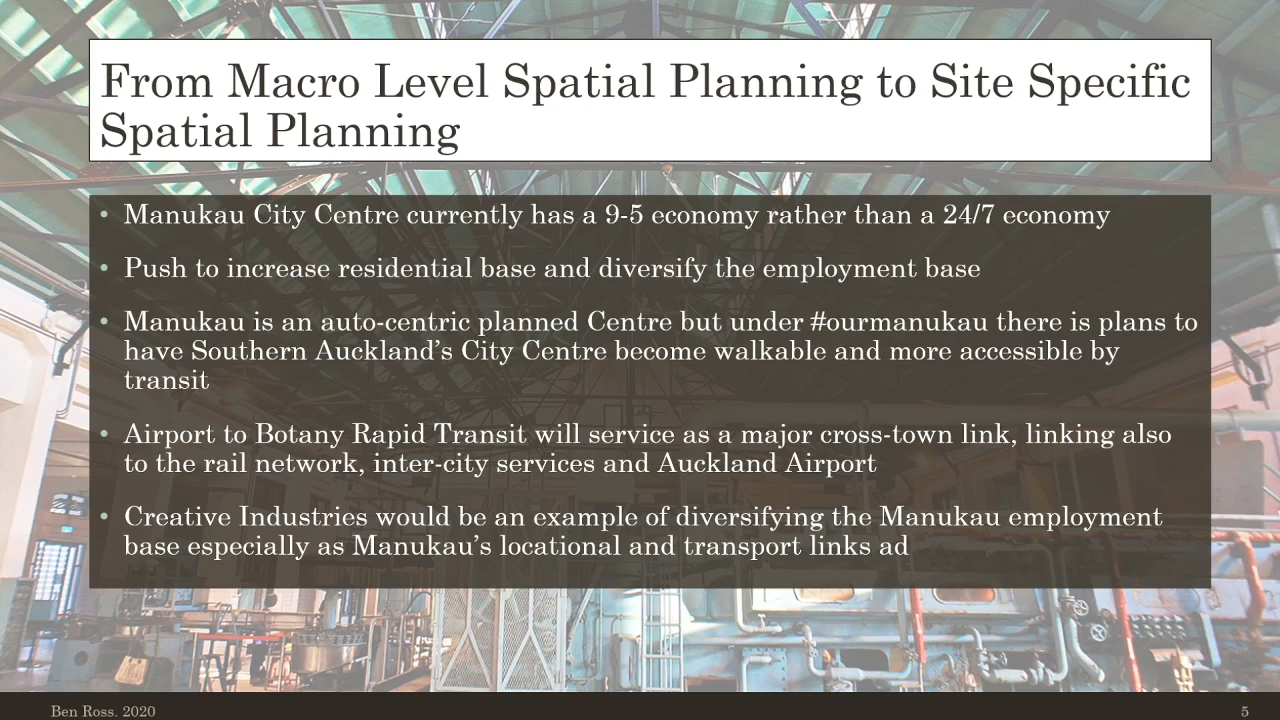 From Macro Level Spatial Planning to Site Specific
Spatial Planning
• Manukau City Centre currently has a 9-5 economy rather than a 24/7 economy
• Push to increase residential base and diversify the employment base
• Manukau is an auto-centric planned Centre but under #ourmanukau there is plans to
have Southern Auckland’s City Centre become walkable and more accessible by
transit
• Airport to Botany Rapid Transit will service as a major cross-town link, linking also
to the rail network, inter-city services and Auckland Airport
• Creative Industries would be an example of diversifying the Manukau employment
base especially as Manukau’s locational and transport links ad
Ben Ross. 2020
5